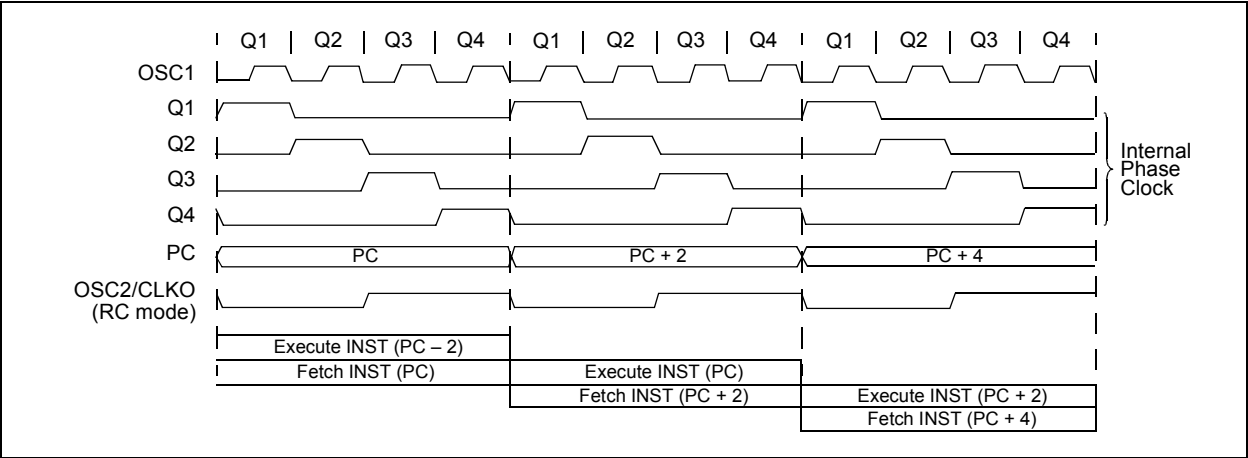 Q1 Q2 Q3 Q4 Q1 Q2 Q3 Q4 Q1 Q2 Q3 Q4
OSC1
Q1
Q2
Q3
Q4
Internal
Phase
Clock
PC PC PC + 2 PC + 4
OSC2/CLKO
(RC mode)
Execute INST (PC – 2)
Fetch INST (PC) Execute INST (PC)
Fetch INST (PC + 2) Execute INST (PC + 2)
Fetch INST (PC + 4)